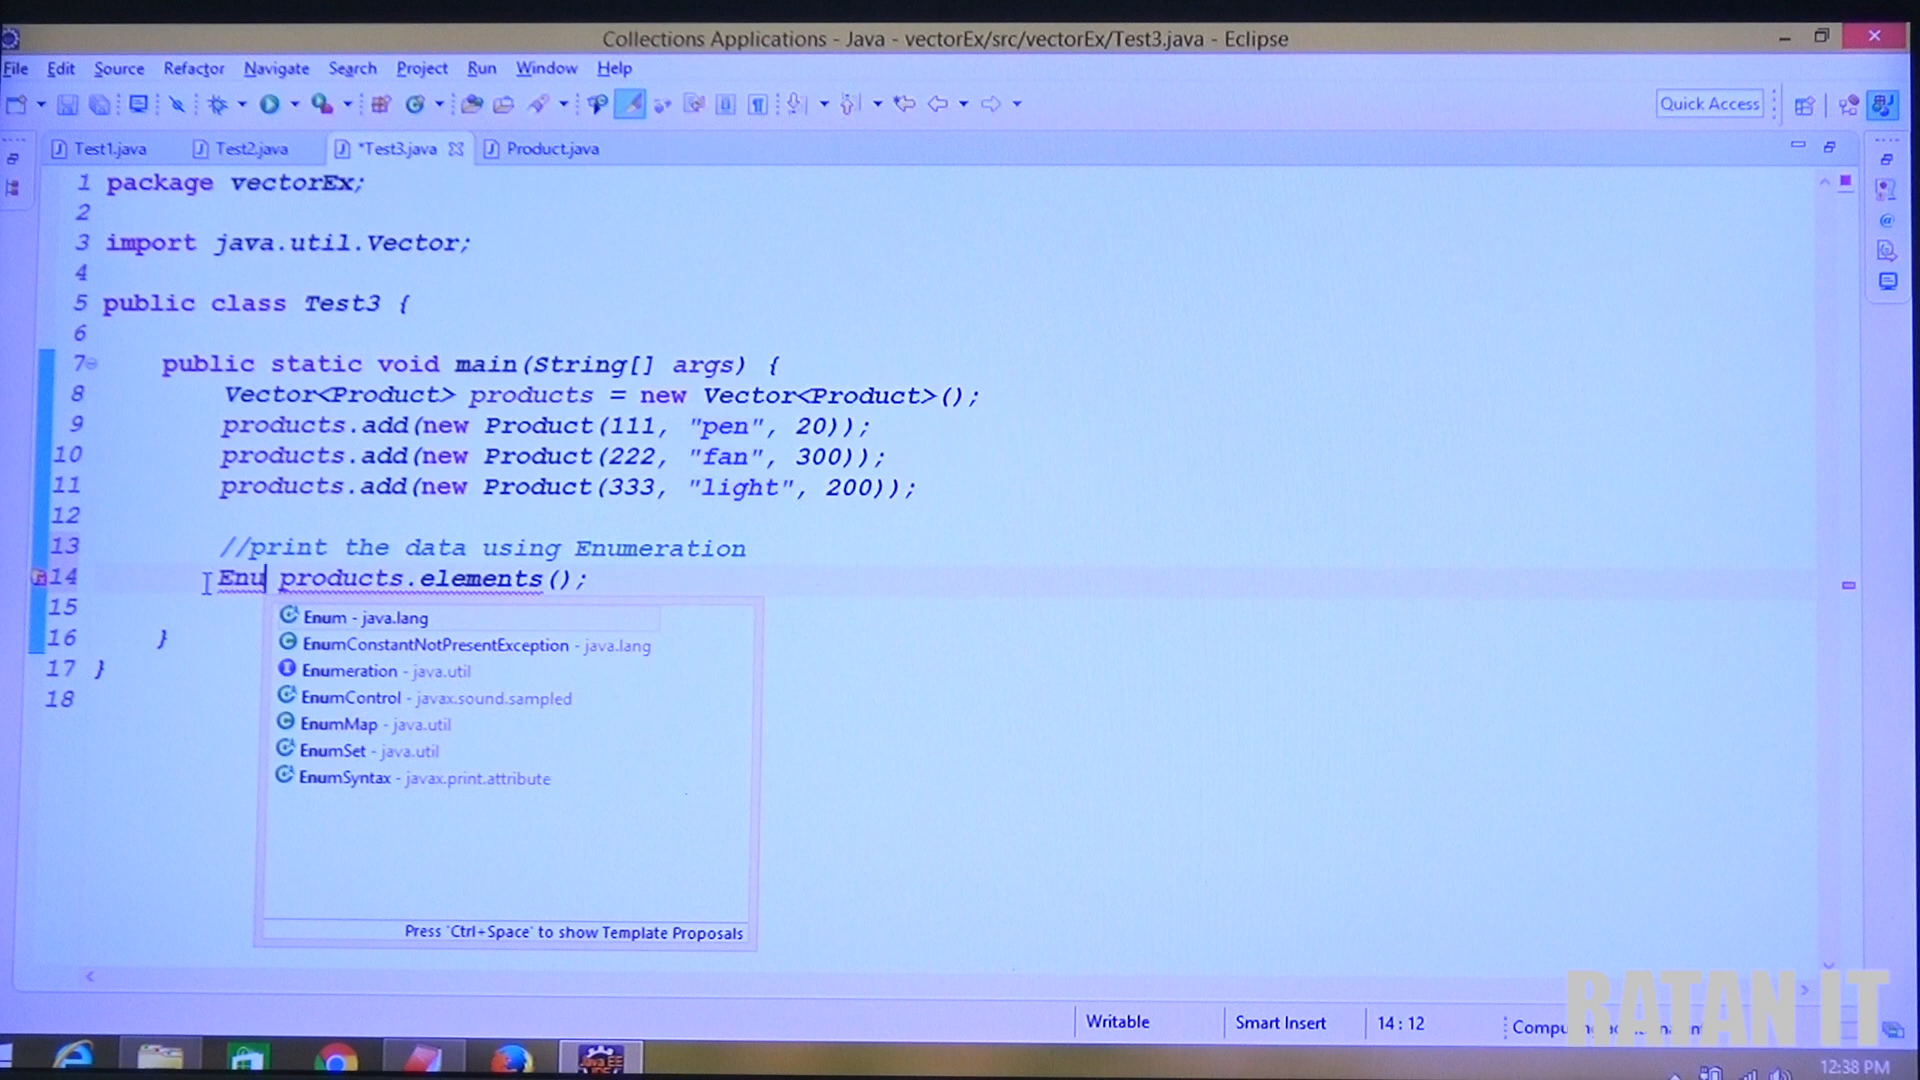 Collections Applications - Java - vectorEx/src/vectorEx/Test3.java - Eclipse
File Edit Source Refactor Navigate Search Project Run Window Help
Quick Access
Test1.java Test2.java *Test3.java Product.java
1 package vectorEx;
2
3 import java.util.Vector;
4
5 public class Test3 {
6
7 public static void main(String[] args) {
8 Vector<Product> products = new Vector<Product>();
9 products.add(new Product(111, "pen", 20));
10 products.add(new Product(222, "fan", 300));
11 products.add(new Product(333, "light", 200));
12
13 //print the data using Enumeration
14 Enu products.elements();
15
16 }
17 }
18
Enum - java.lang
EnumConstantNotPresentException - java.lang
Enumeration - java.util
EnumControl - javax.sound.sampled
EnumMap - java.util
EnumSet - java.util
EnumSyntax - javax.print.attribute
Press 'Ctrl+Space' to show Template Proposals
Writable Smart Insert 14 : 12
RATAN IT
Java EE
12:38 PM